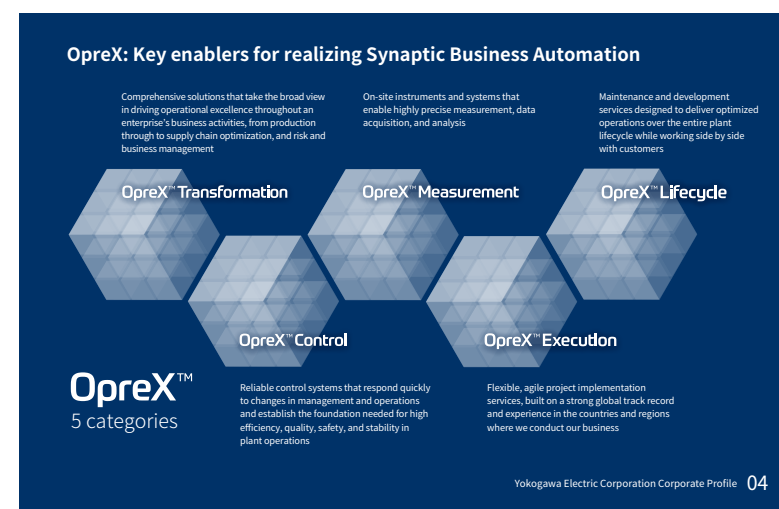 OpreX: Key enablers for realizing Synaptic Business Automation
Comprehensive solutions that take the broad view
in driving operational excellence throughout an
enterprise's business activities, from production
through to supply chain optimization, and risk and
business management
On-site instruments and systems that
enable highly precise measurement, data
acquisition, and analysis
Maintenance and development
services designed to deliver optimized
operations over the entire plant
lifecycle while working side by side
with customers
OpreX™ Transformation
OpreX™ Measurement
OpreX™ Lifecycle
OpreX™ Control
OpreX™ Execution
OpreX™
5 categories
Reliable control systems that respond quickly
to changes in management and operations
and establish the foundation needed for high
efficiency, quality, safety, and stability in
plant operations
Flexible, agile project implementation
services, built on a strong global track record
and experience in the countries and regions
where we conduct our business
Yokogawa Electric Corporation Corporate Profile 04